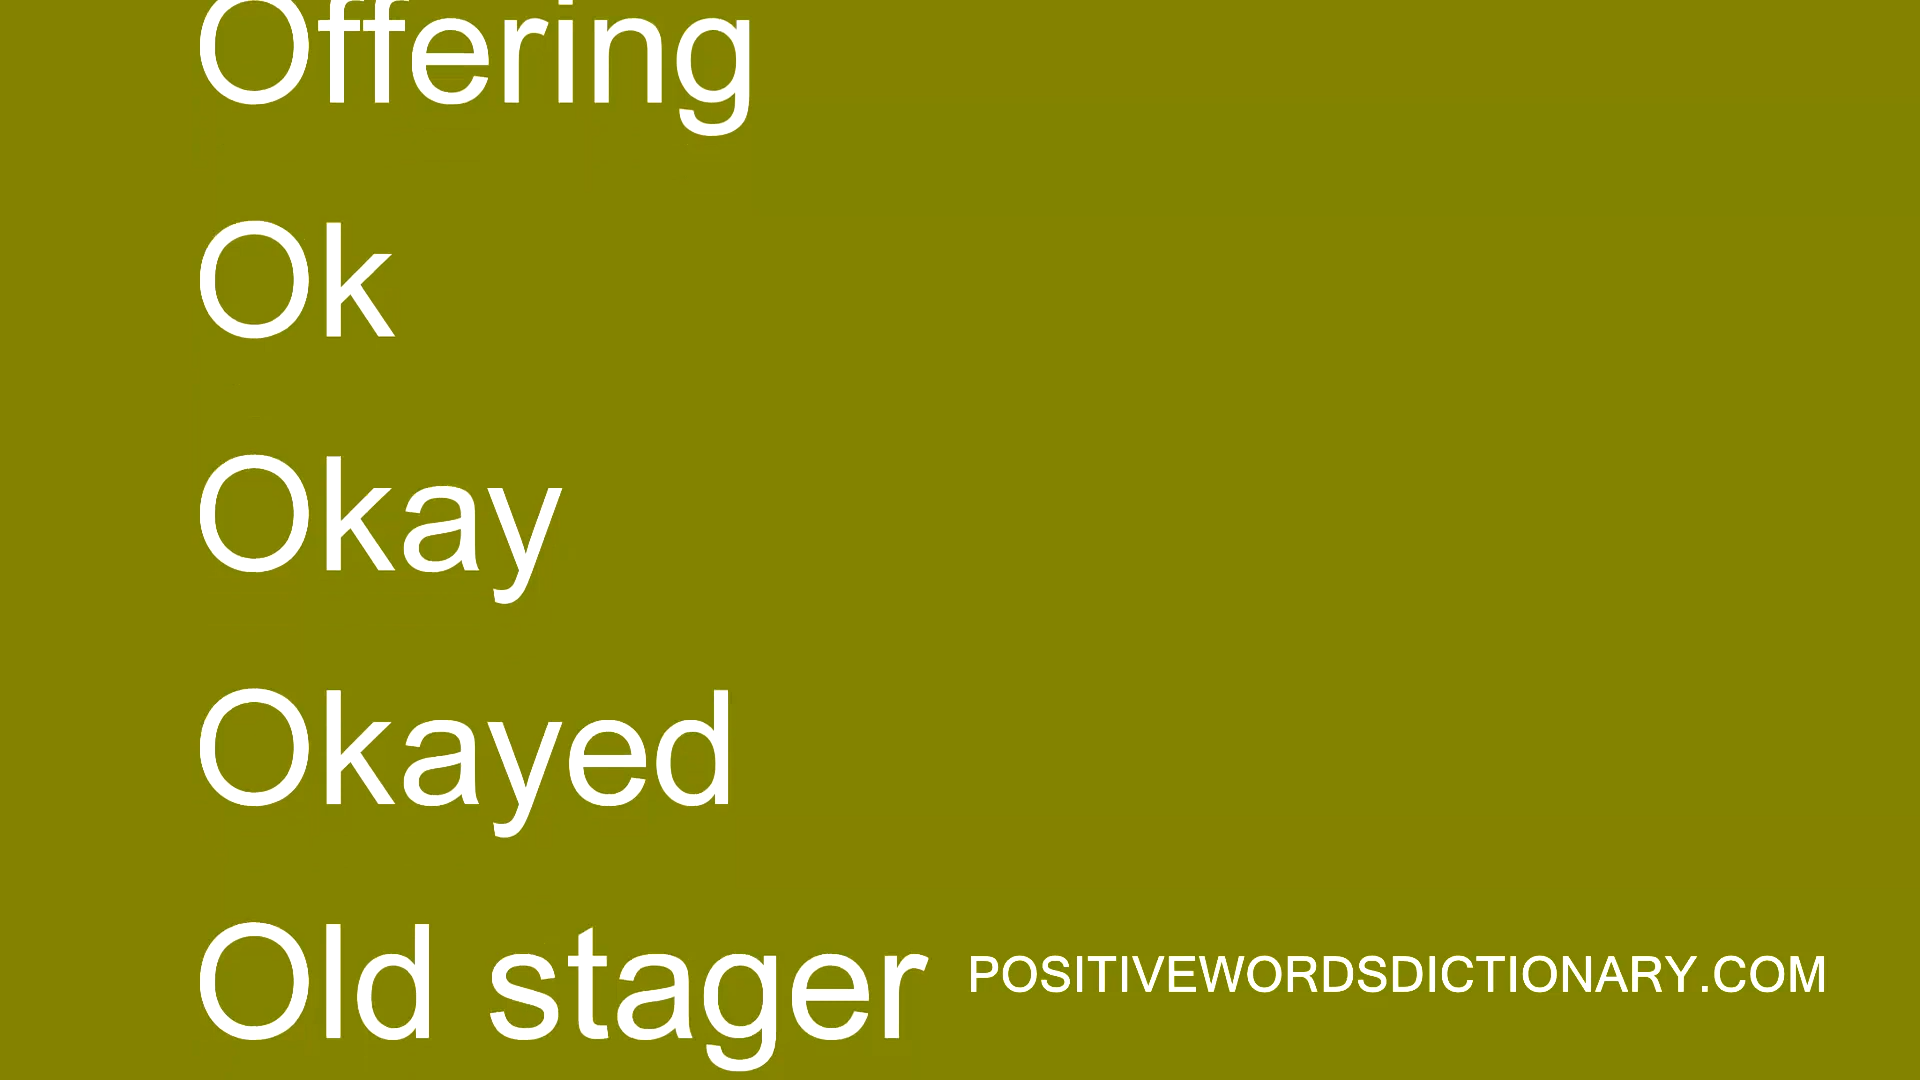 Offering
Ok
Okay
Okayed
Old stager
POSITIVEWORDSDICTIONARY.COM